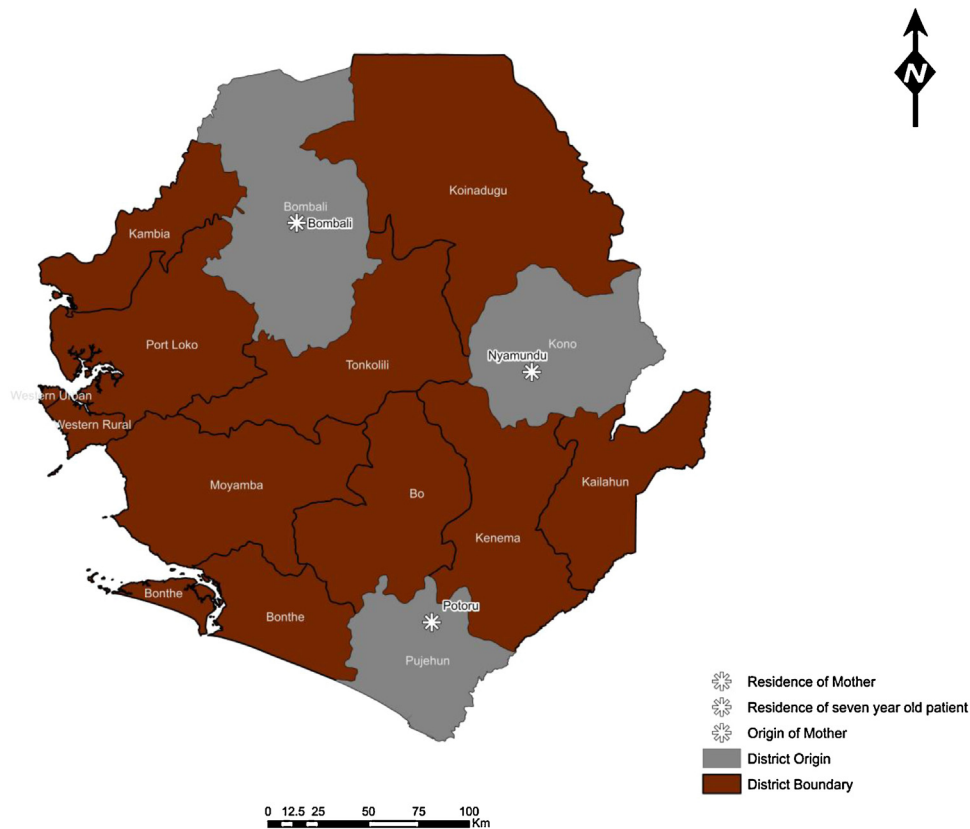 N
Koinadugu
Bombali
Bombali
Kambia
Port Loko
Kono
Nyamundu
Tonkolili
Western Urban
Western Rural
Moyamba
Bo
Kailahun
Kenema
Bonthe
Bonthe
Potoru
Pujehun
Residence of Mother
Residence of seven year old patient
Origin of Mother
District Origin
District Boundary
0 12.5 25 50 75 100
Km